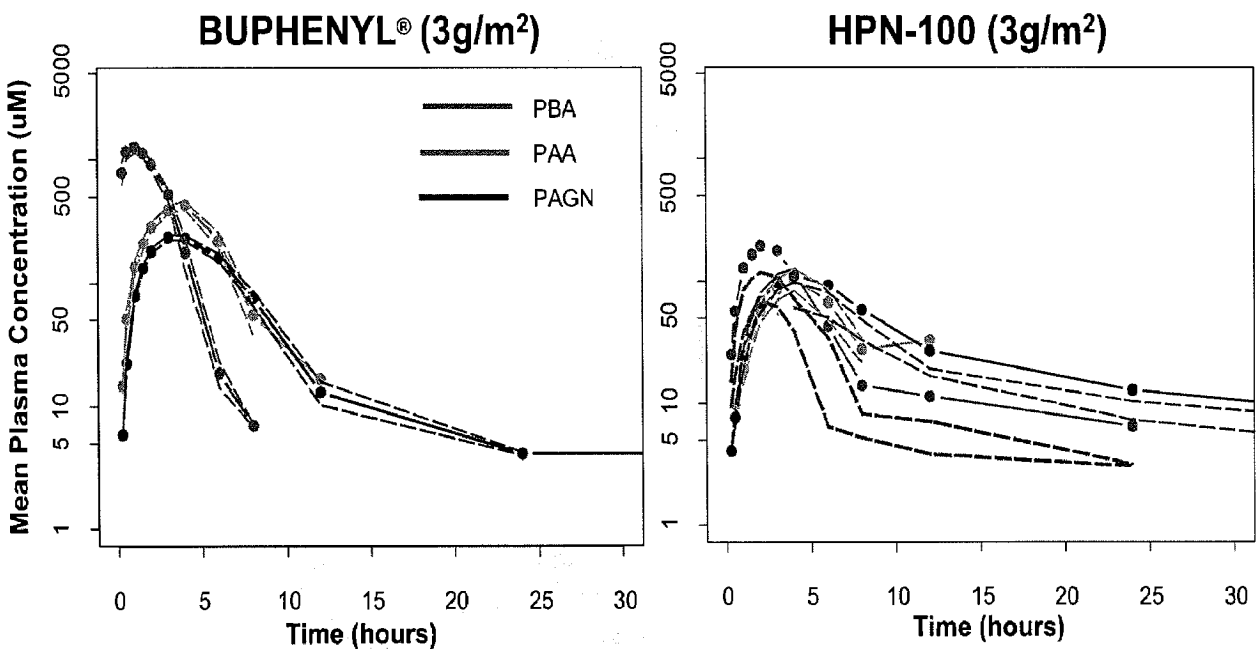 BUPHENYL® (3g/m²)
HPN-100 (3g/m²)
Mean Plasma Concentration (uM)
5000
500
50
10
5
1
PBA
PAA
PAGN
0 5 10 15 20 25 30
Time (hours)
5000
500
50
10
5
1
0 5 10 15 20 25 30
Time (hours)